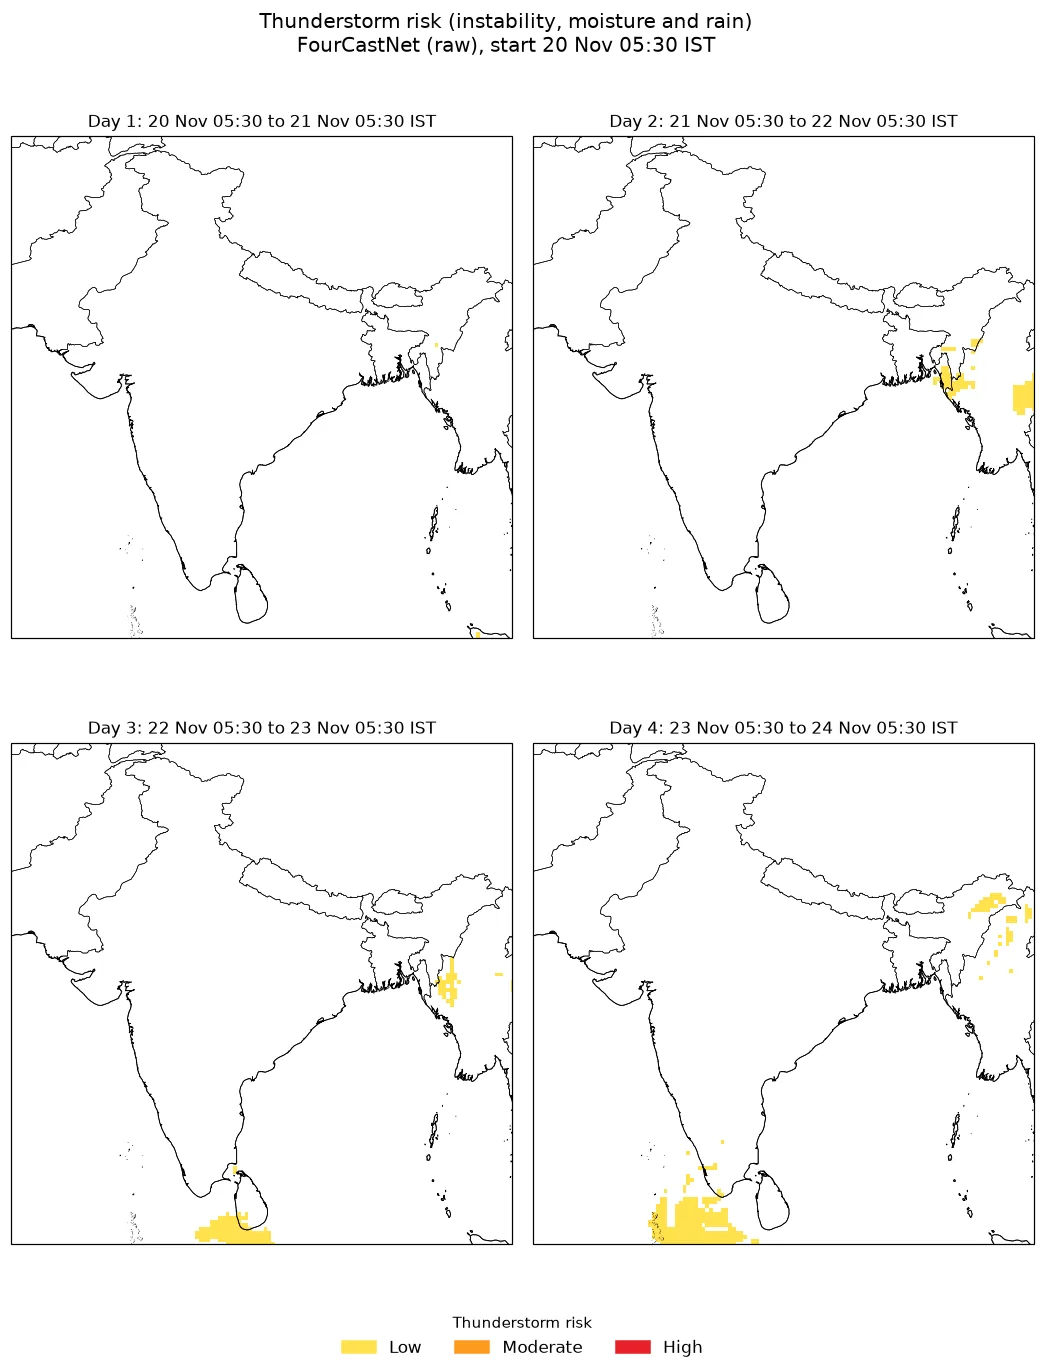 Thunderstorm risk (instability, moisture and rain)
FourCastNet (raw), start 20 Nov 05:30 IST
Day 1: 20 Nov 05:30 to 21 Nov 05:30 IST
Day 2: 21 Nov 05:30 to 22 Nov 05:30 IST
Day 3: 22 Nov 05:30 to 23 Nov 05:30 IST
Day 4: 23 Nov 05:30 to 24 Nov 05:30 IST
Thunderstorm risk
Low
Moderate
High